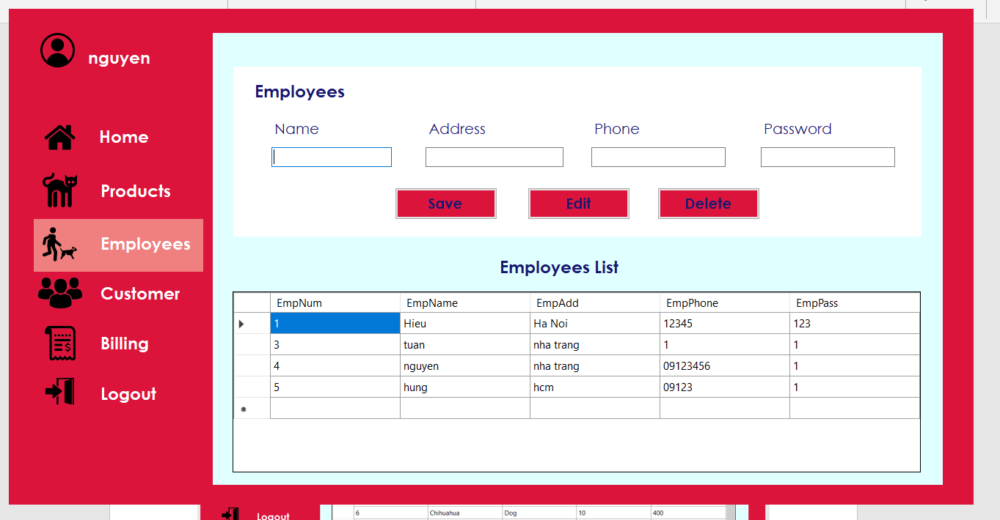 nguyen
Home
Products
Employees
Customer
Billing
Logout
Employees
Name Address Phone Password
Save Edit Delete
Employees List
EmpNum EmpName EmpAdd EmpPhone EmpPass
1 Hieu Ha Noi 12345 123
3 tuan nha trang 1 1
4 nguyen nha trang 09123456 1
5 hung hcm 09123 1
Logout
6 Chihuahua Dog 10 400